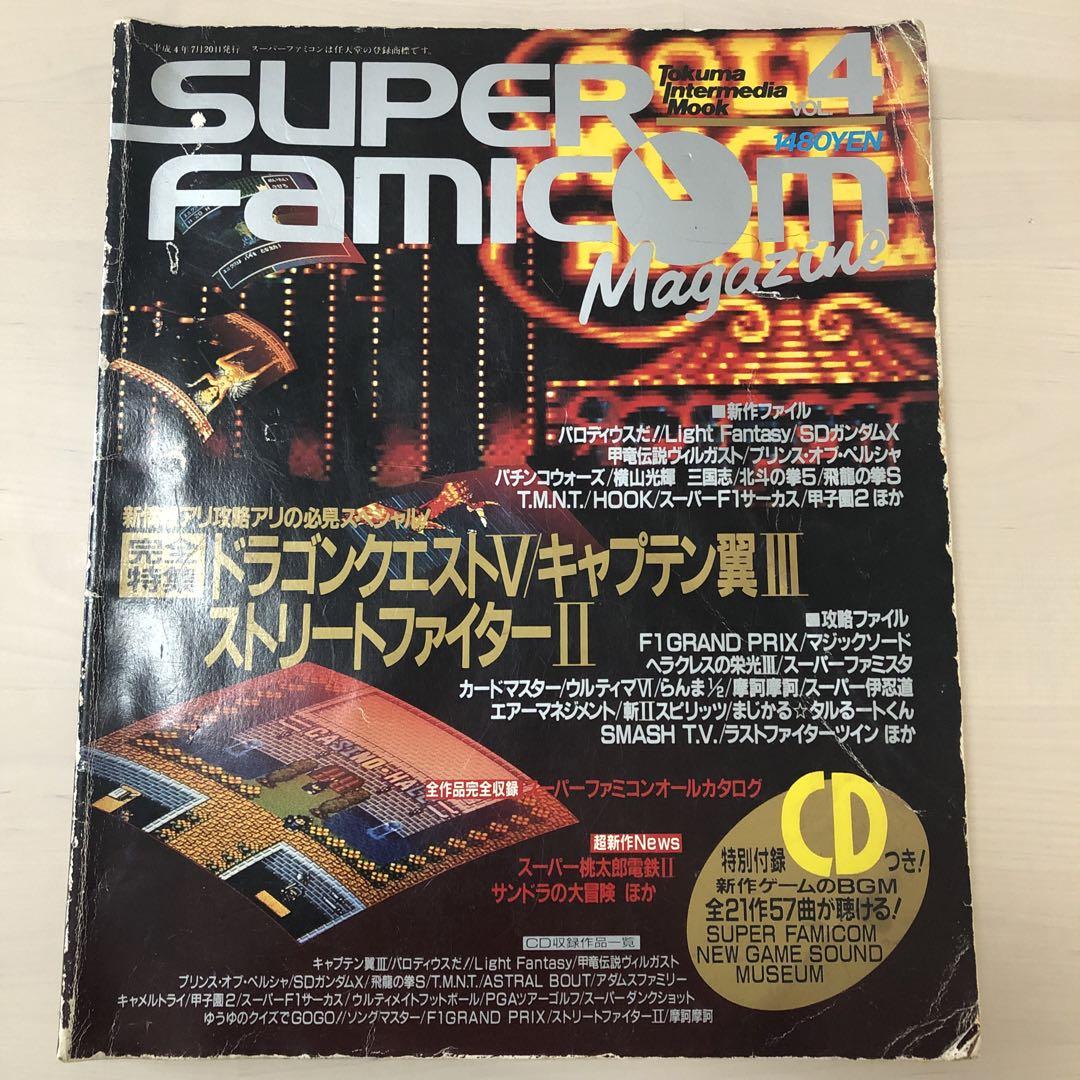 平成4年7月20日発行 スーパーファミコンは任天堂の登録商標です。
SUPER
Famicom
Magazine
Tokuma
Intermedia
Mook
VOL. 4
1480YEN
■新作ファイル
パロディウスだ!/Light Fantasy/SDガンダムX
甲竜伝説ヴィルガスト/プリンス・オブ・ペルシャ
パチンコウォーズ/横山光輝 三国志/北斗の拳5/飛龍の拳S
T.M.N.T./HOOK/スーパーF1サーカス/甲子園2 ほか
アリ攻略アリの必見スペシャル!
完全
特集
ドラゴンクエストV/キャプテン翼III
ストリートファイターII
■攻略ファイル
F1 GRAND PRIX/マジックソード
ヘラクレスの栄光III/スーパーファミスタ
カードマスター/ウルティマVI/らんま½/摩訶摩訶/スーパー伊忍道
エアーマネジメント/斬IIスピリッツ/まじかる☆タルるートくん
SMASH T.V./ラストファイターツイン ほか
全作品完全収録
スーパーファミコンオールカタログ
超新作News
スーパー桃太郎電鉄II
サンドラの大冒険 ほか
特別付録 CDつき!
新作ゲームのBGM
全21作57曲が聴ける!
SUPER FAMICOM
NEW GAME SOUND
MUSEUM
CD収録作品一覧
キャプテン翼III/パロディウスだ!/Light Fantasy/甲竜伝説ヴィルガスト
プリンス・オブ・ペルシャ/SDガンダムX/飛龍の拳S/T.M.N.T./ASTRAL BOUT/アダムスファミリー
キャメルトライ/甲子園2/スーパーF1サーカス/ウルティメイトフットボール/PGAツアーゴルフ/スーパーダンクショット
ゆうゆのクイズでGOGO!/ソングマスター/F1 GRAND PRIX/ストリートファイターII/摩訶摩訶